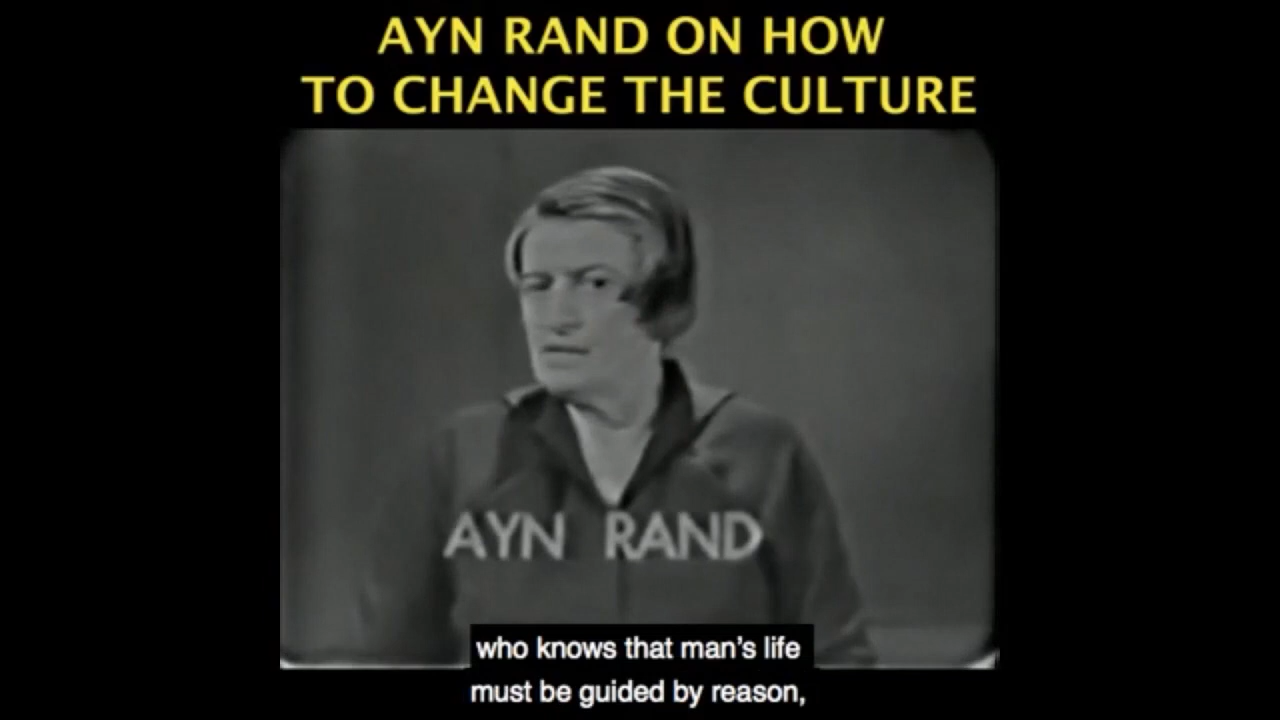 AYN RAND ON HOW
TO CHANGE THE CULTURE
AYN RAND
who knows that man's life
must be guided by reason,